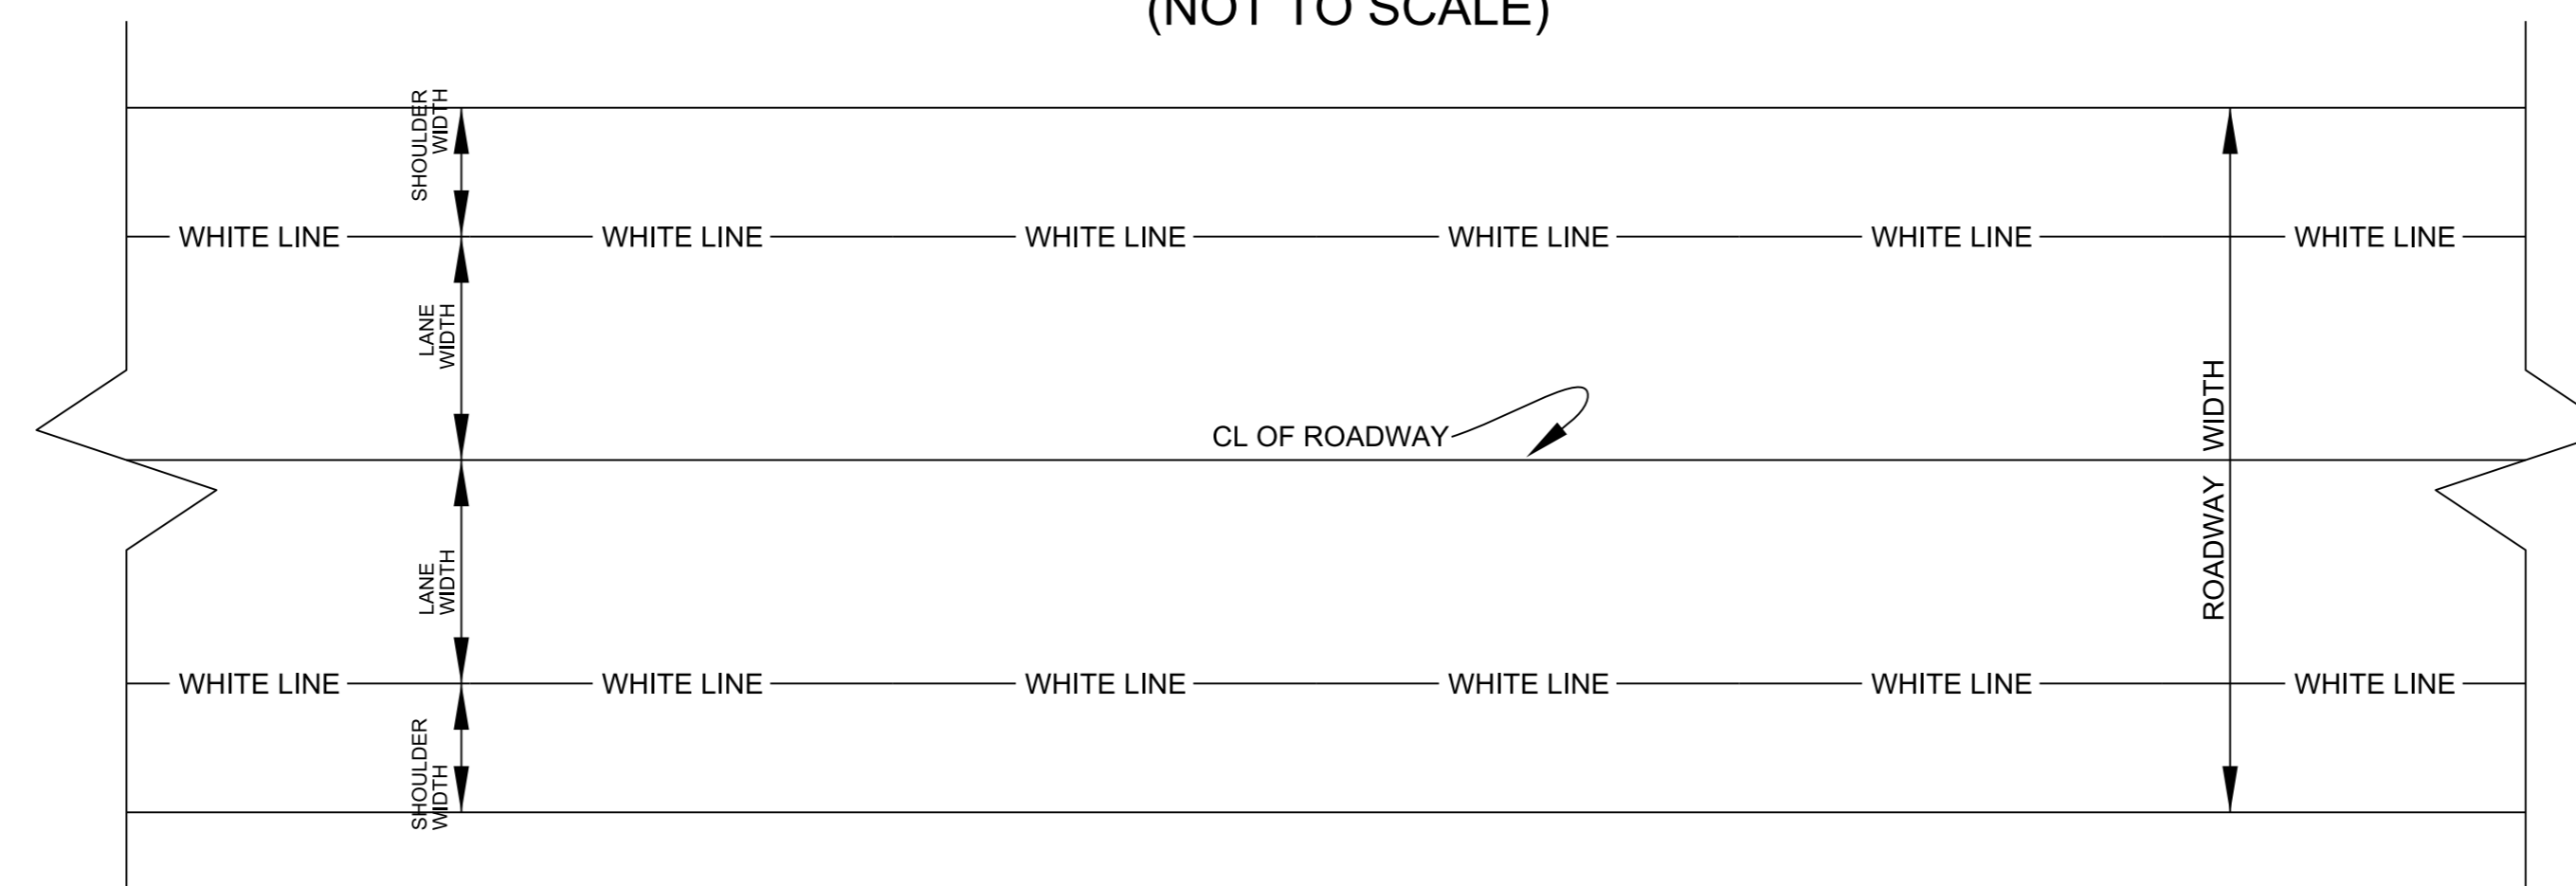 (NOT TO SCALE)
SHOULDER
WIDTH
WHITE LINE WHITE LINE WHITE LINE WHITE LINE WHITE LINE WHITE LINE
LANE
WIDTH
CL OF ROADWAY
ROADWAY WIDTH
LANE
WIDTH
WHITE LINE WHITE LINE WHITE LINE WHITE LINE WHITE LINE WHITE LINE
SHOULDER
WIDTH